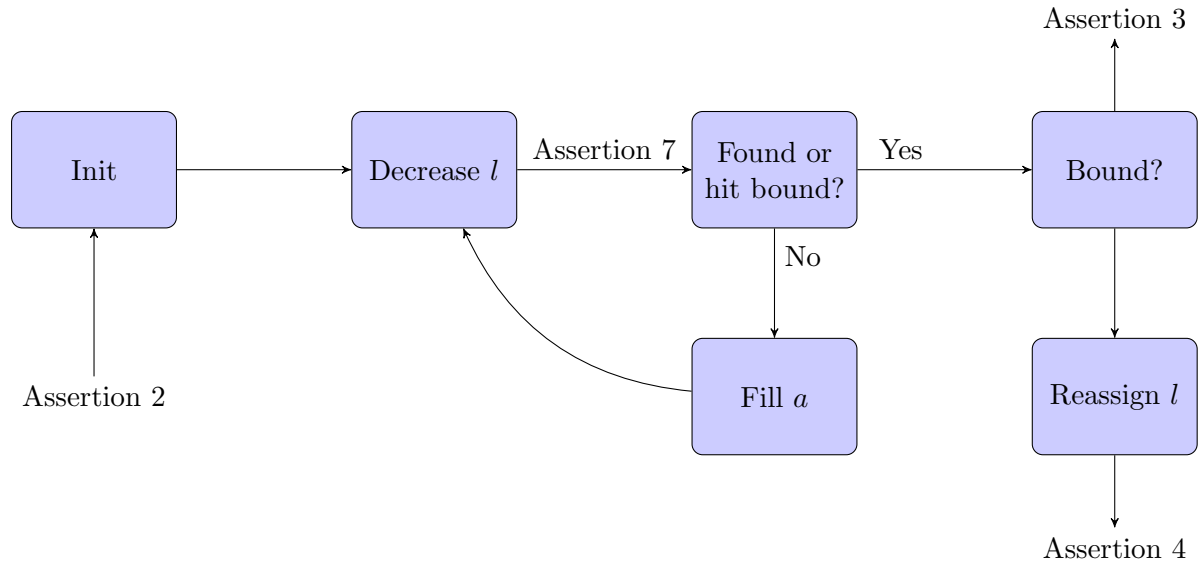 Assertion 3
Init
Decrease l
Assertion 7
Found or
hit bound?
Yes
Bound?
No
Assertion 2
Fill a
Reassign l
Assertion 4